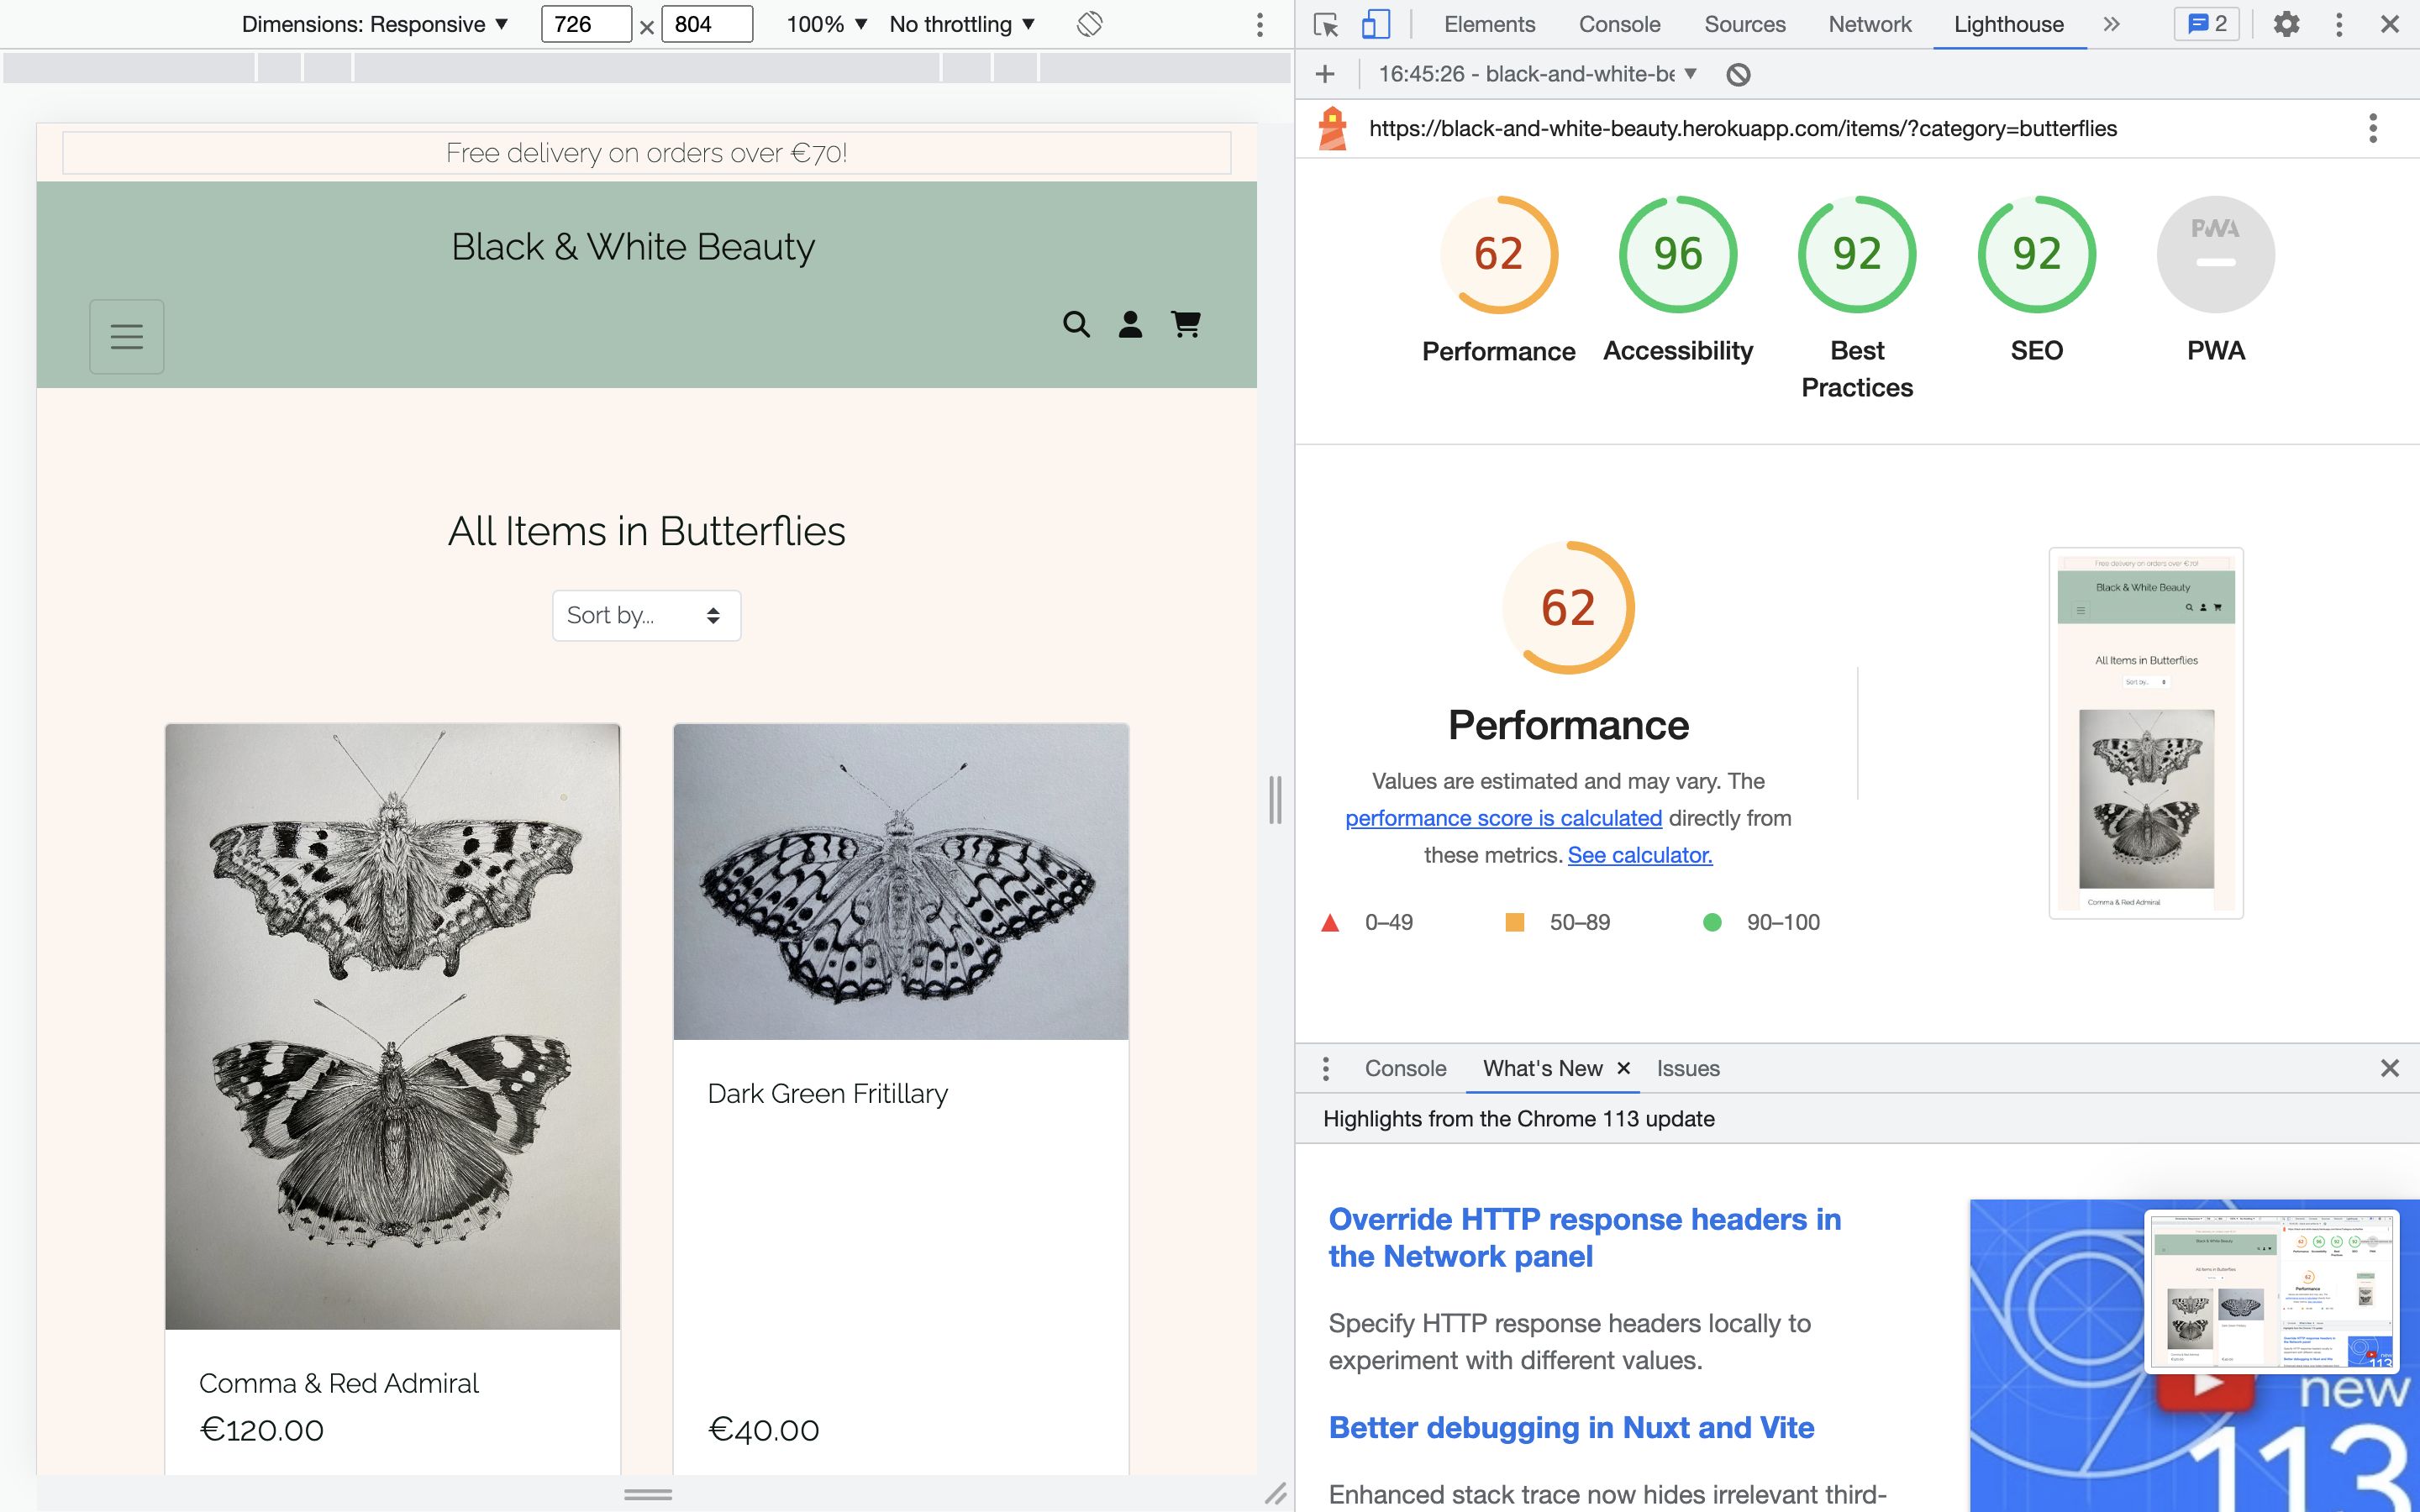 Dimensions: Responsive ▼ 726 × 804 100% ▼ No throttling ▼
Free delivery on orders over €70!
Black & White Beauty
All Items in Butterflies
Sort by...
Dark Green Fritillary
Comma & Red Admiral
€120.00
€40.00
Elements Console Sources Network Lighthouse » 2
16:45:26 - black-and-white-be ▼
https://black-and-white-beauty.herokuapp.com/items/?category=butterflies
62 96 92 92 PWA
Performance Accessibility Best Practices SEO PWA
62
Performance
Values are estimated and may vary. The
performance score is calculated directly from
these metrics. See calculator.
0–49 50–89 90–100
Free delivery on orders over €70!
Black & White Beauty
All Items in Butterflies
Sort by...
Comma & Red Admiral
Console What's New × Issues
Highlights from the Chrome 113 update
Override HTTP response headers in
the Network panel
Specify HTTP response headers locally to
experiment with different values.
Better debugging in Nuxt and Vite
Enhanced stack trace now hides irrelevant third-
new
113